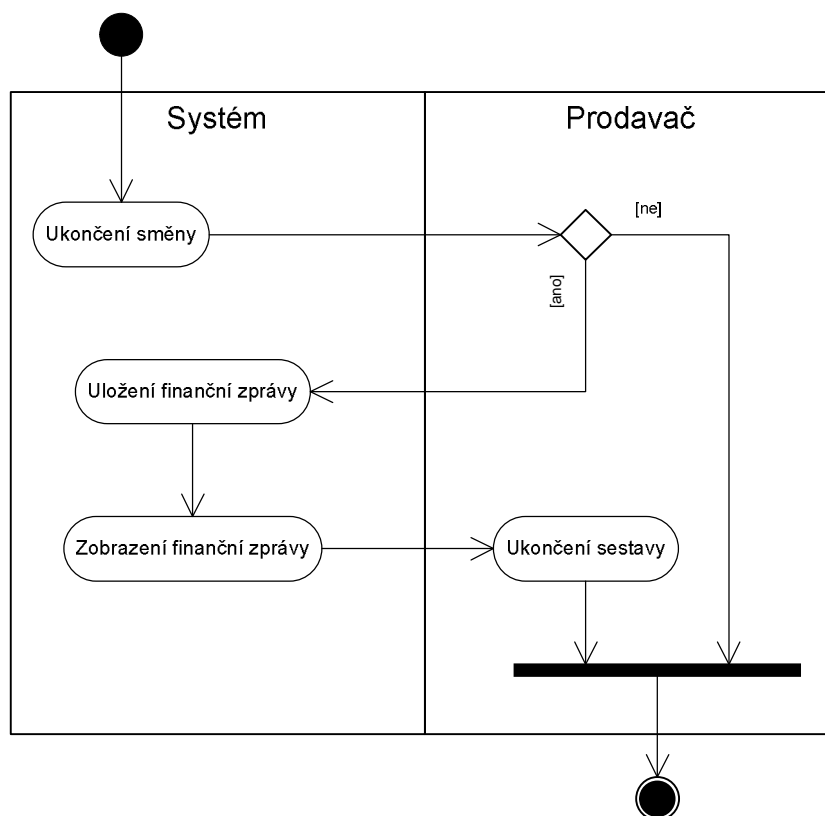 Systém
Prodavač
[ne]
Ukončení směny
[ano]
Uložení finanční zprávy
Zobrazení finanční zprávy
Ukončení sestavy